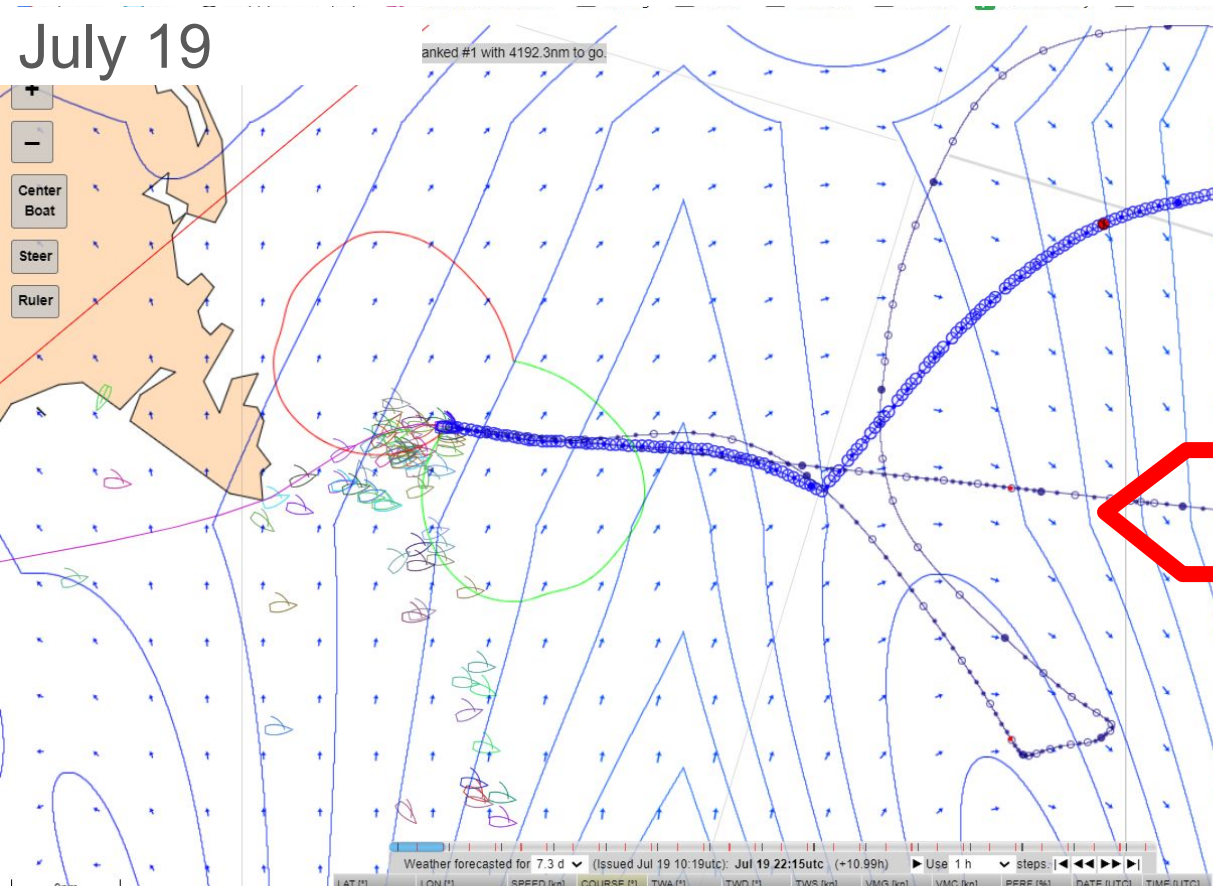 July 19
anked #1 with 4192.3nm to go.
+
−
Center
Boat
Steer
Ruler
Weather forecasted for 7.3 d (Issued Jul 19 10:19utc): Jul 19 22:15utc (+10.99h) Use 1 h steps:
LAT [°] LON [°] SPEED [kn] COURSE [°] TWA [°] TWD [°] TWS [kn] VMG [kn] VMC [kn] PERF [%] DATE [UTC] TIME [UTC]